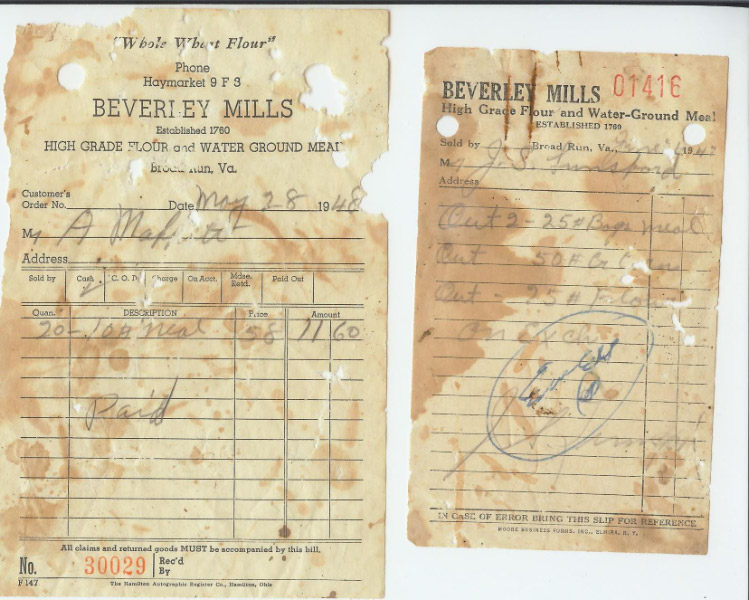 "Whole Wheat Flour"
Phone
Haymarket 9 F 3
BEVERLEY MILLS
Established 1760
HIGH GRADE FLOUR and WATER GROUND MEAL
Broad Run, Va.
Customer's
Order No. Date May 28 1948
M A
Address
Sold by Cash C. O. D. Charge On Acct. Mdse. Retd. Paid Out
Quan. DESCRIPTION Price Amount
20 - 10# Meal 58 11 60
Paid
All claims and returned goods MUST be accompanied by this bill.
No. 30029 Rec'd By
F 147 The Hamilton Autographic Register Co., Hamilton, Ohio
BEVERLEY MILLS 01416
High Grade Flour and Water-Ground Meal
ESTABLISHED 1760
Sold by Broad Run, Va., 194
M J. S. Lunsford
Address
Out 2 - 25# Bags Meal
Out 50# Corn
Out - 25# Flour
on Exch
IN CASE OF ERROR BRING THIS SLIP FOR REFERENCE
MOORE BUSINESS FORMS, INC., ELMIRA, N. Y.